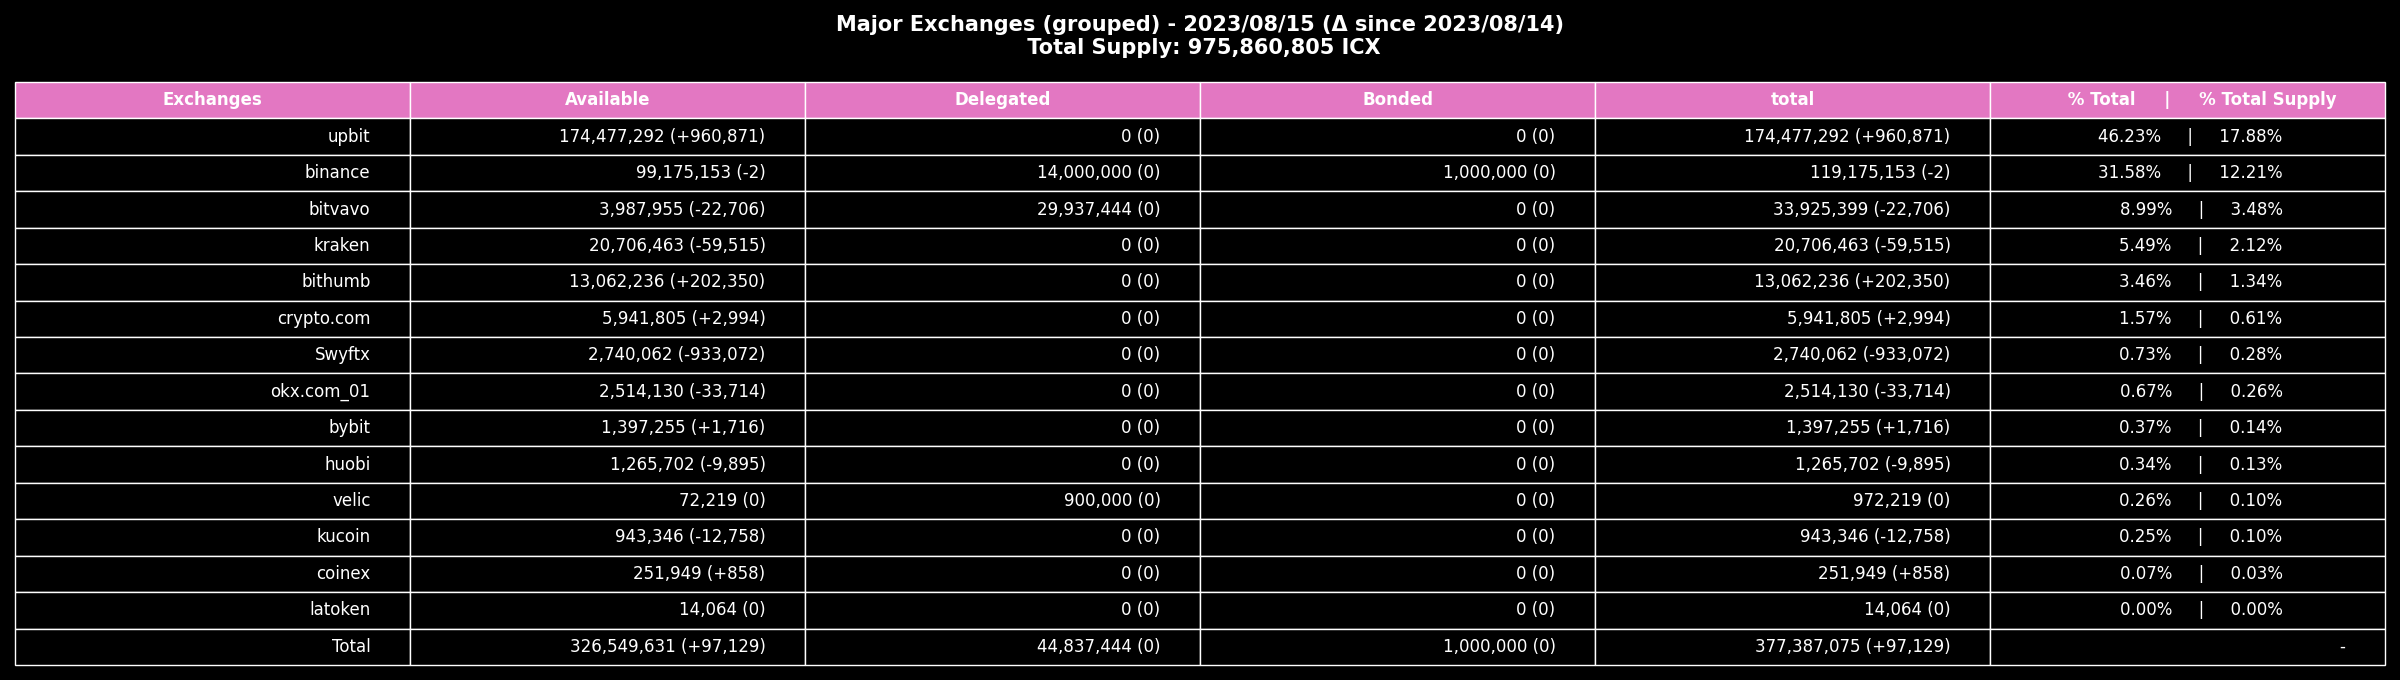 Major Exchanges (grouped) - 2023/08/15 (Δ since 2023/08/14)
Total Supply: 975,860,805 ICX
Exchanges Available Delegated Bonded total % Total | % Total Supply
upbit 174,477,292 (+960,871) 0 (0) 0 (0) 174,477,292 (+960,871) 46.23% | 17.88%
binance 99,175,153 (-2) 14,000,000 (0) 1,000,000 (0) 119,175,153 (-2) 31.58% | 12.21%
bitvavo 3,987,955 (-22,706) 29,937,444 (0) 0 (0) 33,925,399 (-22,706) 8.99% | 3.48%
kraken 20,706,463 (-59,515) 0 (0) 0 (0) 20,706,463 (-59,515) 5.49% | 2.12%
bithumb 13,062,236 (+202,350) 0 (0) 0 (0) 13,062,236 (+202,350) 3.46% | 1.34%
crypto.com 5,941,805 (+2,994) 0 (0) 0 (0) 5,941,805 (+2,994) 1.57% | 0.61%
Swyftx 2,740,062 (-933,072) 0 (0) 0 (0) 2,740,062 (-933,072) 0.73% | 0.28%
okx.com_01 2,514,130 (-33,714) 0 (0) 0 (0) 2,514,130 (-33,714) 0.67% | 0.26%
bybit 1,397,255 (+1,716) 0 (0) 0 (0) 1,397,255 (+1,716) 0.37% | 0.14%
huobi 1,265,702 (-9,895) 0 (0) 0 (0) 1,265,702 (-9,895) 0.34% | 0.13%
velic 72,219 (0) 900,000 (0) 0 (0) 972,219 (0) 0.26% | 0.10%
kucoin 943,346 (-12,758) 0 (0) 0 (0) 943,346 (-12,758) 0.25% | 0.10%
coinex 251,949 (+858) 0 (0) 0 (0) 251,949 (+858) 0.07% | 0.03%
latoken 14,064 (0) 0 (0) 0 (0) 14,064 (0) 0.00% | 0.00%
Total 326,549,631 (+97,129) 44,837,444 (0) 1,000,000 (0) 377,387,075 (+97,129) -